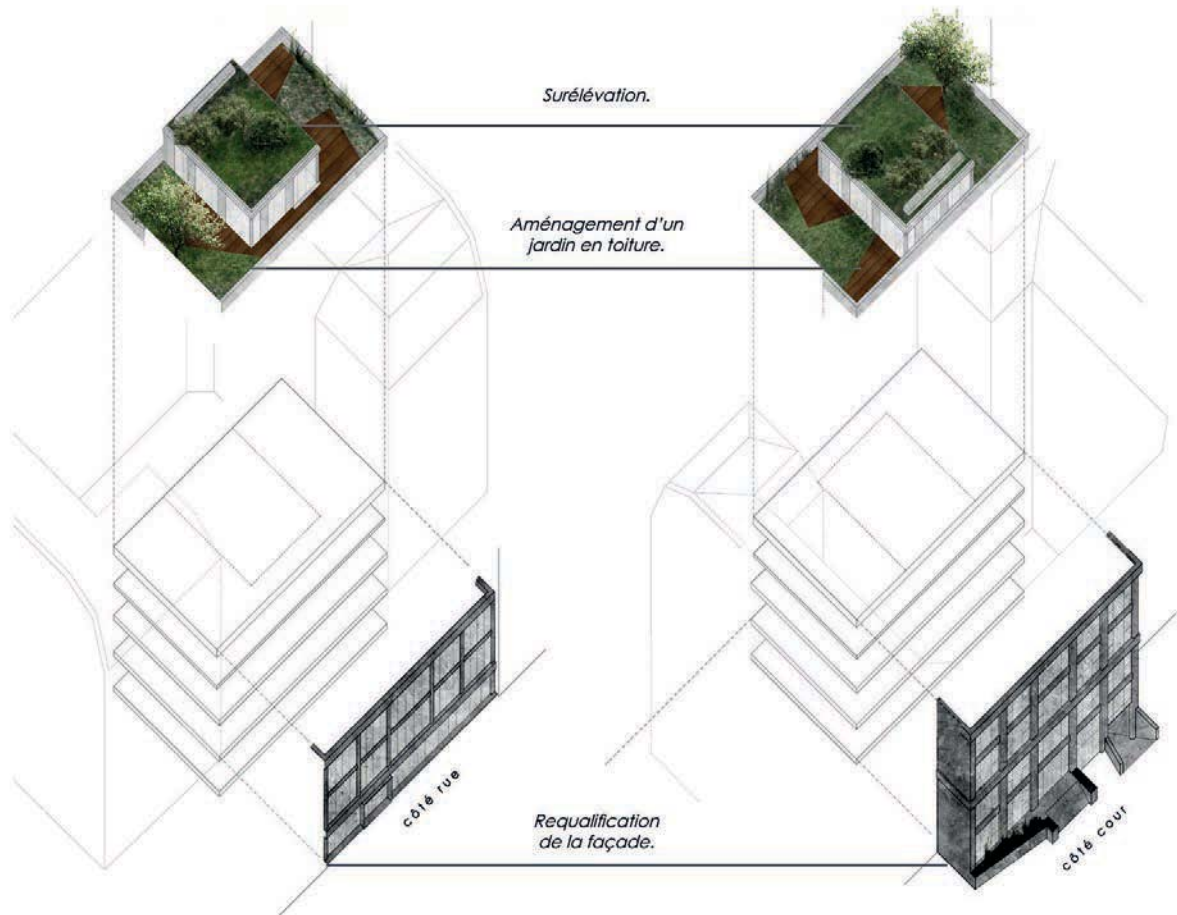 Surélévation.
Aménagement d'un
jardin en toiture.
côté rue
côté cour
Requalification
de la façade.